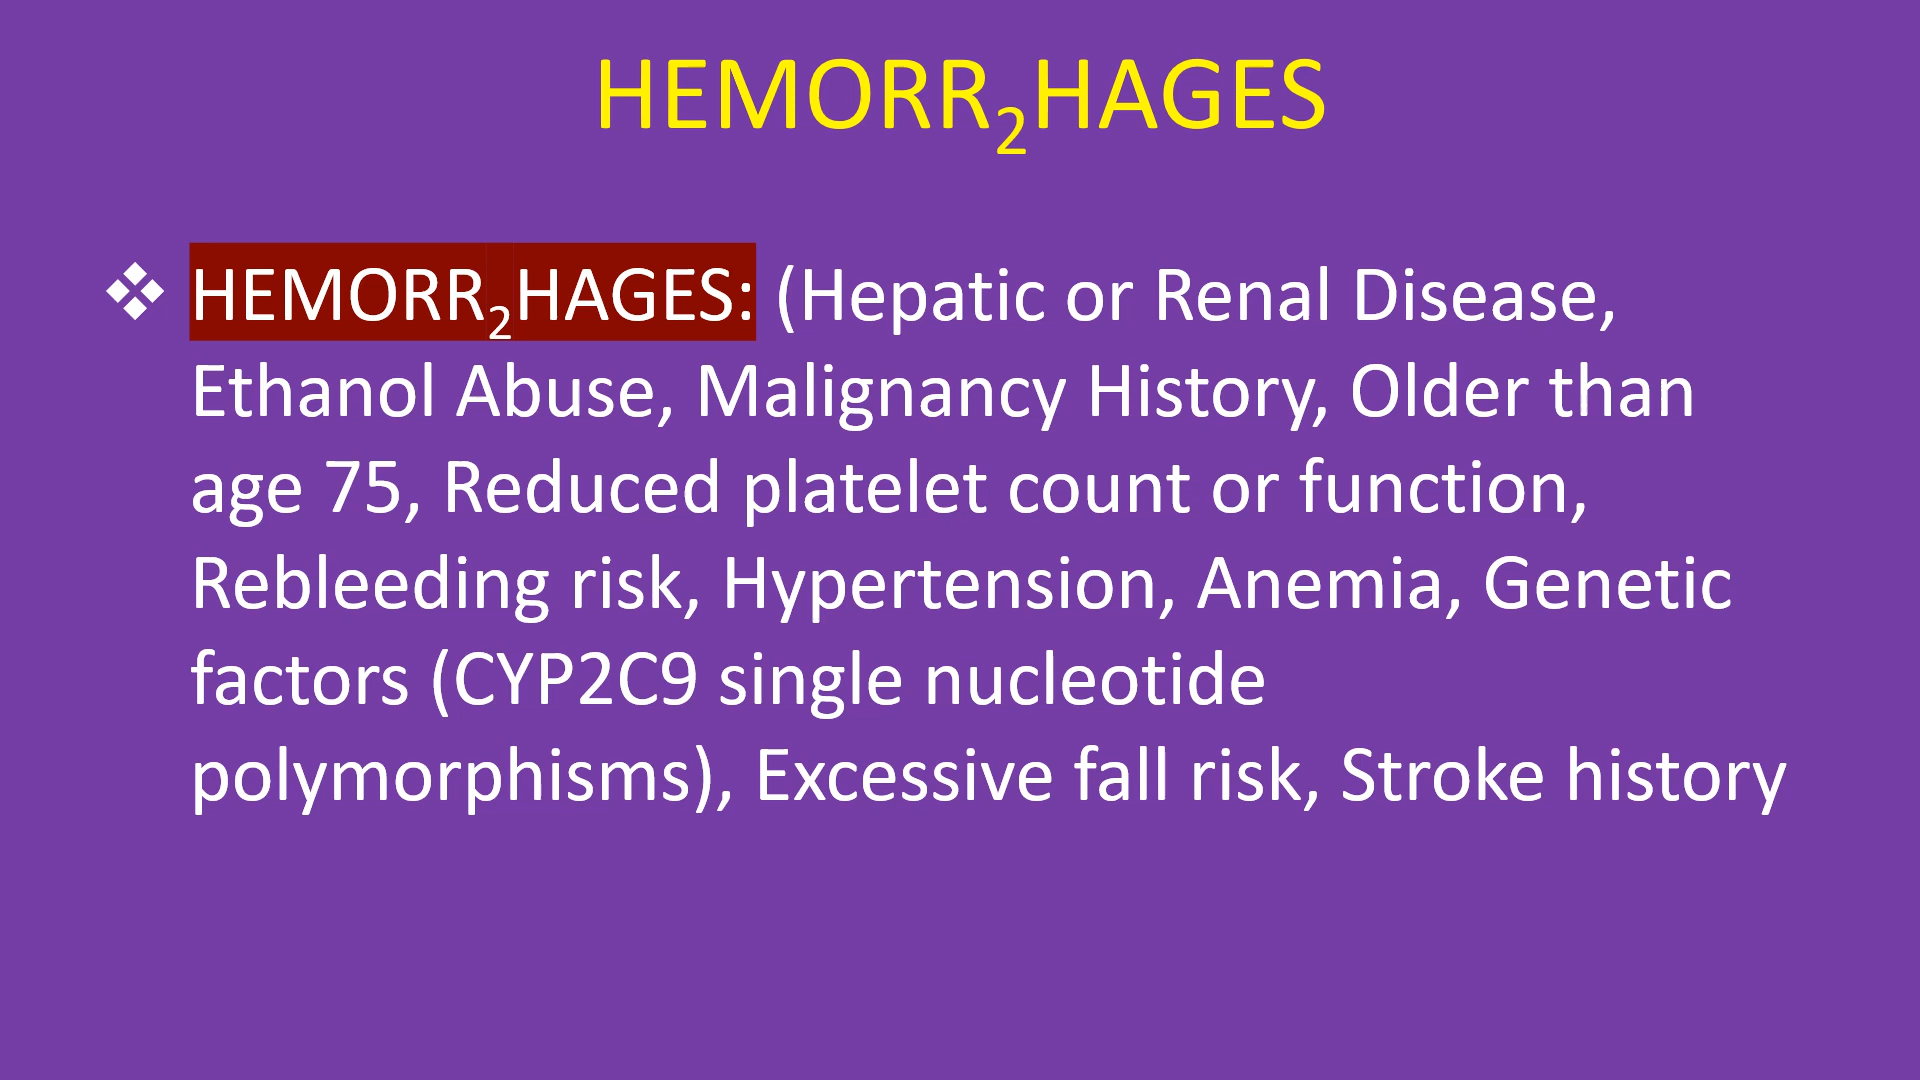 HEMORR₂HAGES
❖ HEMORR₂HAGES: (Hepatic or Renal Disease,
Ethanol Abuse, Malignancy History, Older than
age 75, Reduced platelet count or function,
Rebleeding risk, Hypertension, Anemia, Genetic
factors (CYP2C9 single nucleotide
polymorphisms), Excessive fall risk, Stroke history